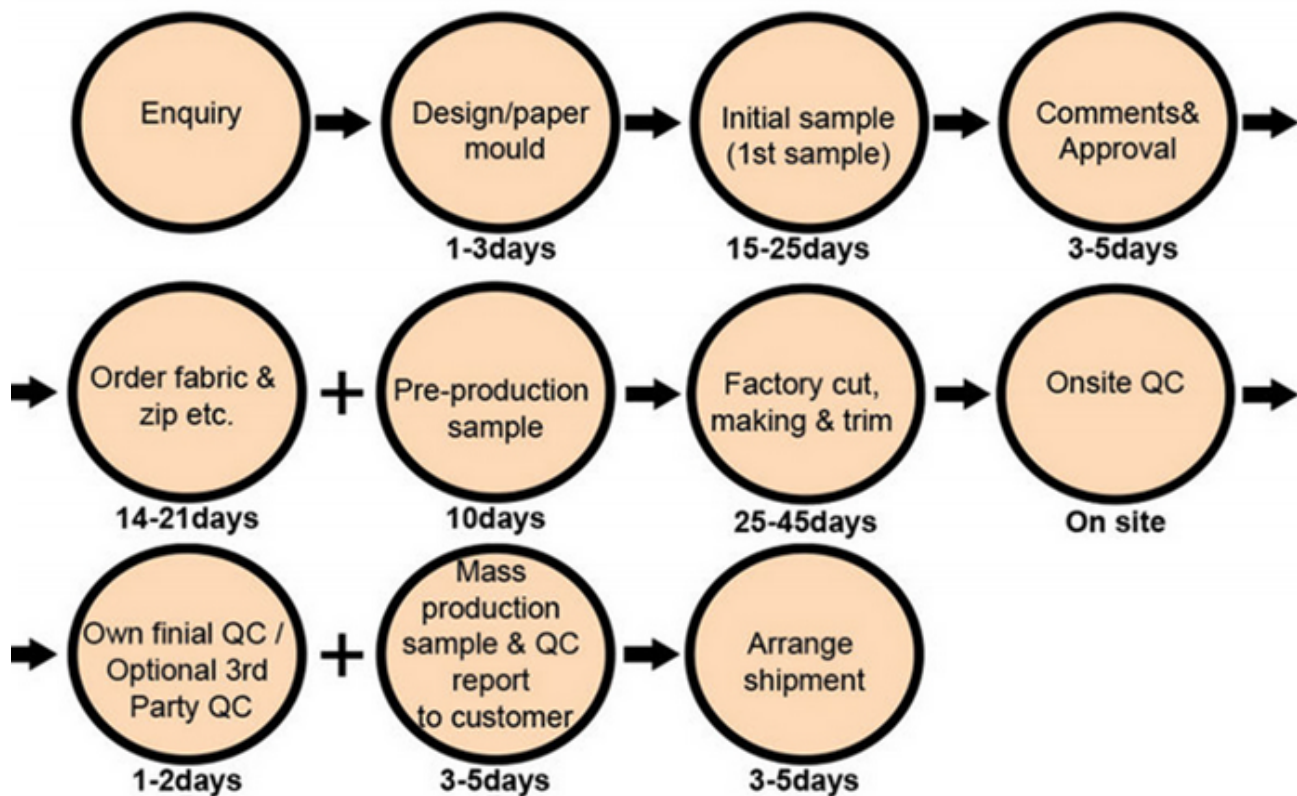 Enquiry
Design/paper
mould
1-3days
Initial sample
(1st sample)
15-25days
Comments&
Approval
3-5days
Order fabric &
zip etc.
14-21days
+
Pre-production
sample
10days
Factory cut,
making & trim
25-45days
Onsite QC
On site
Own finial QC /
Optional 3rd
Party QC
1-2days
+
Mass
production
sample & QC
report
to customer
3-5days
Arrange
shipment
3-5days